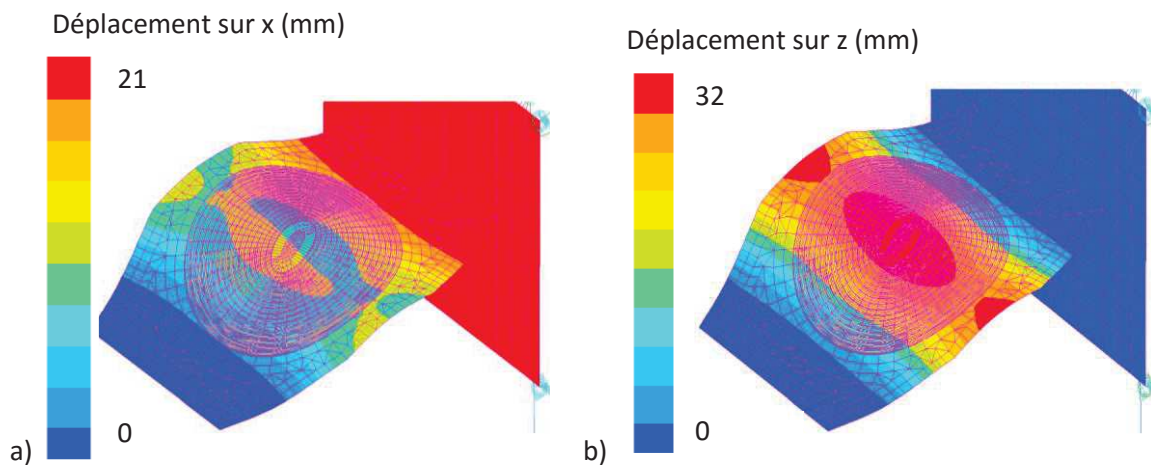 Déplacement sur x (mm)
21
0
a)
Déplacement sur z (mm)
32
0
b)